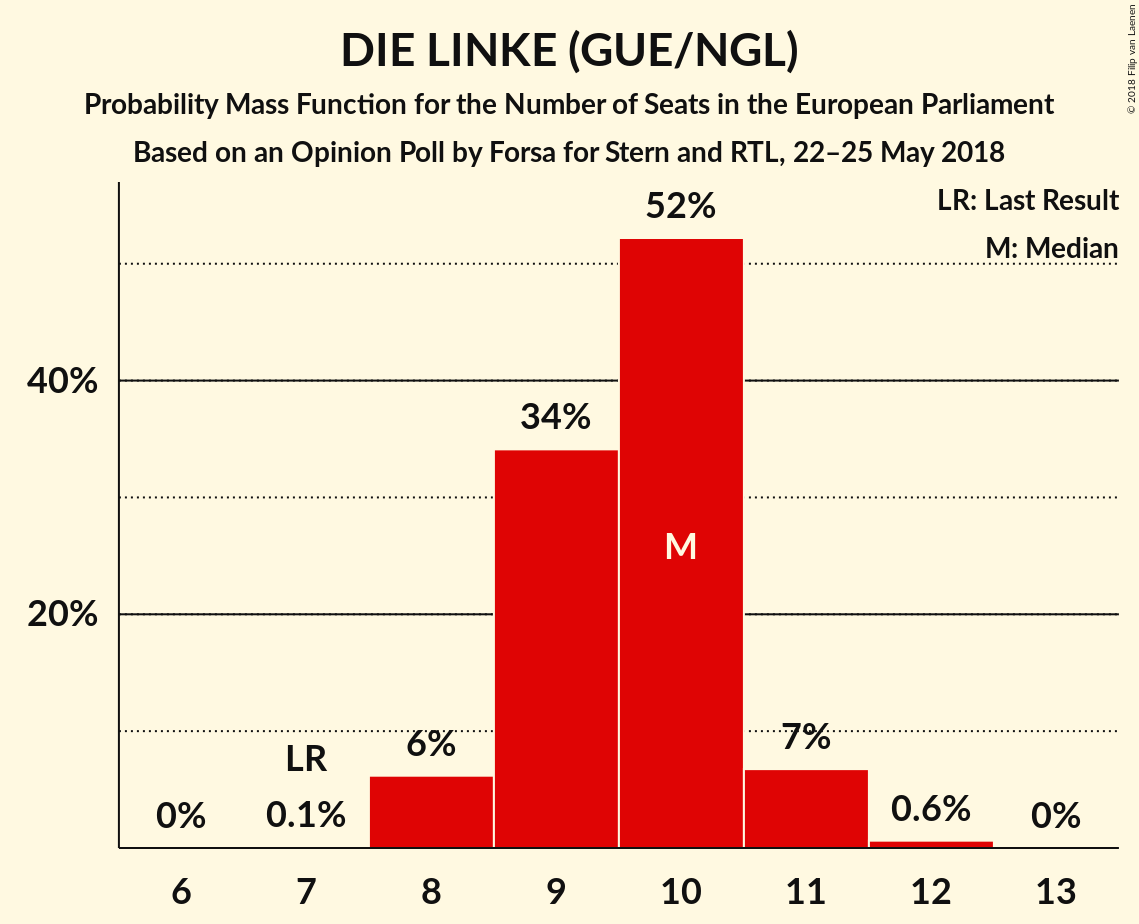 DIE LINKE (GUE/NGL)
Probability Mass Function for the Number of Seats in the European Parliament
Based on an Opinion Poll by Forsa for Stern and RTL, 22–25 May 2018
© 2018 Filip van Laenen
LR: Last Result
M: Median
52%
40%
34%
M
20%
7%
6%
LR
0%
0.1%
0.6%
0%
6 7 8 9 10 11 12 13